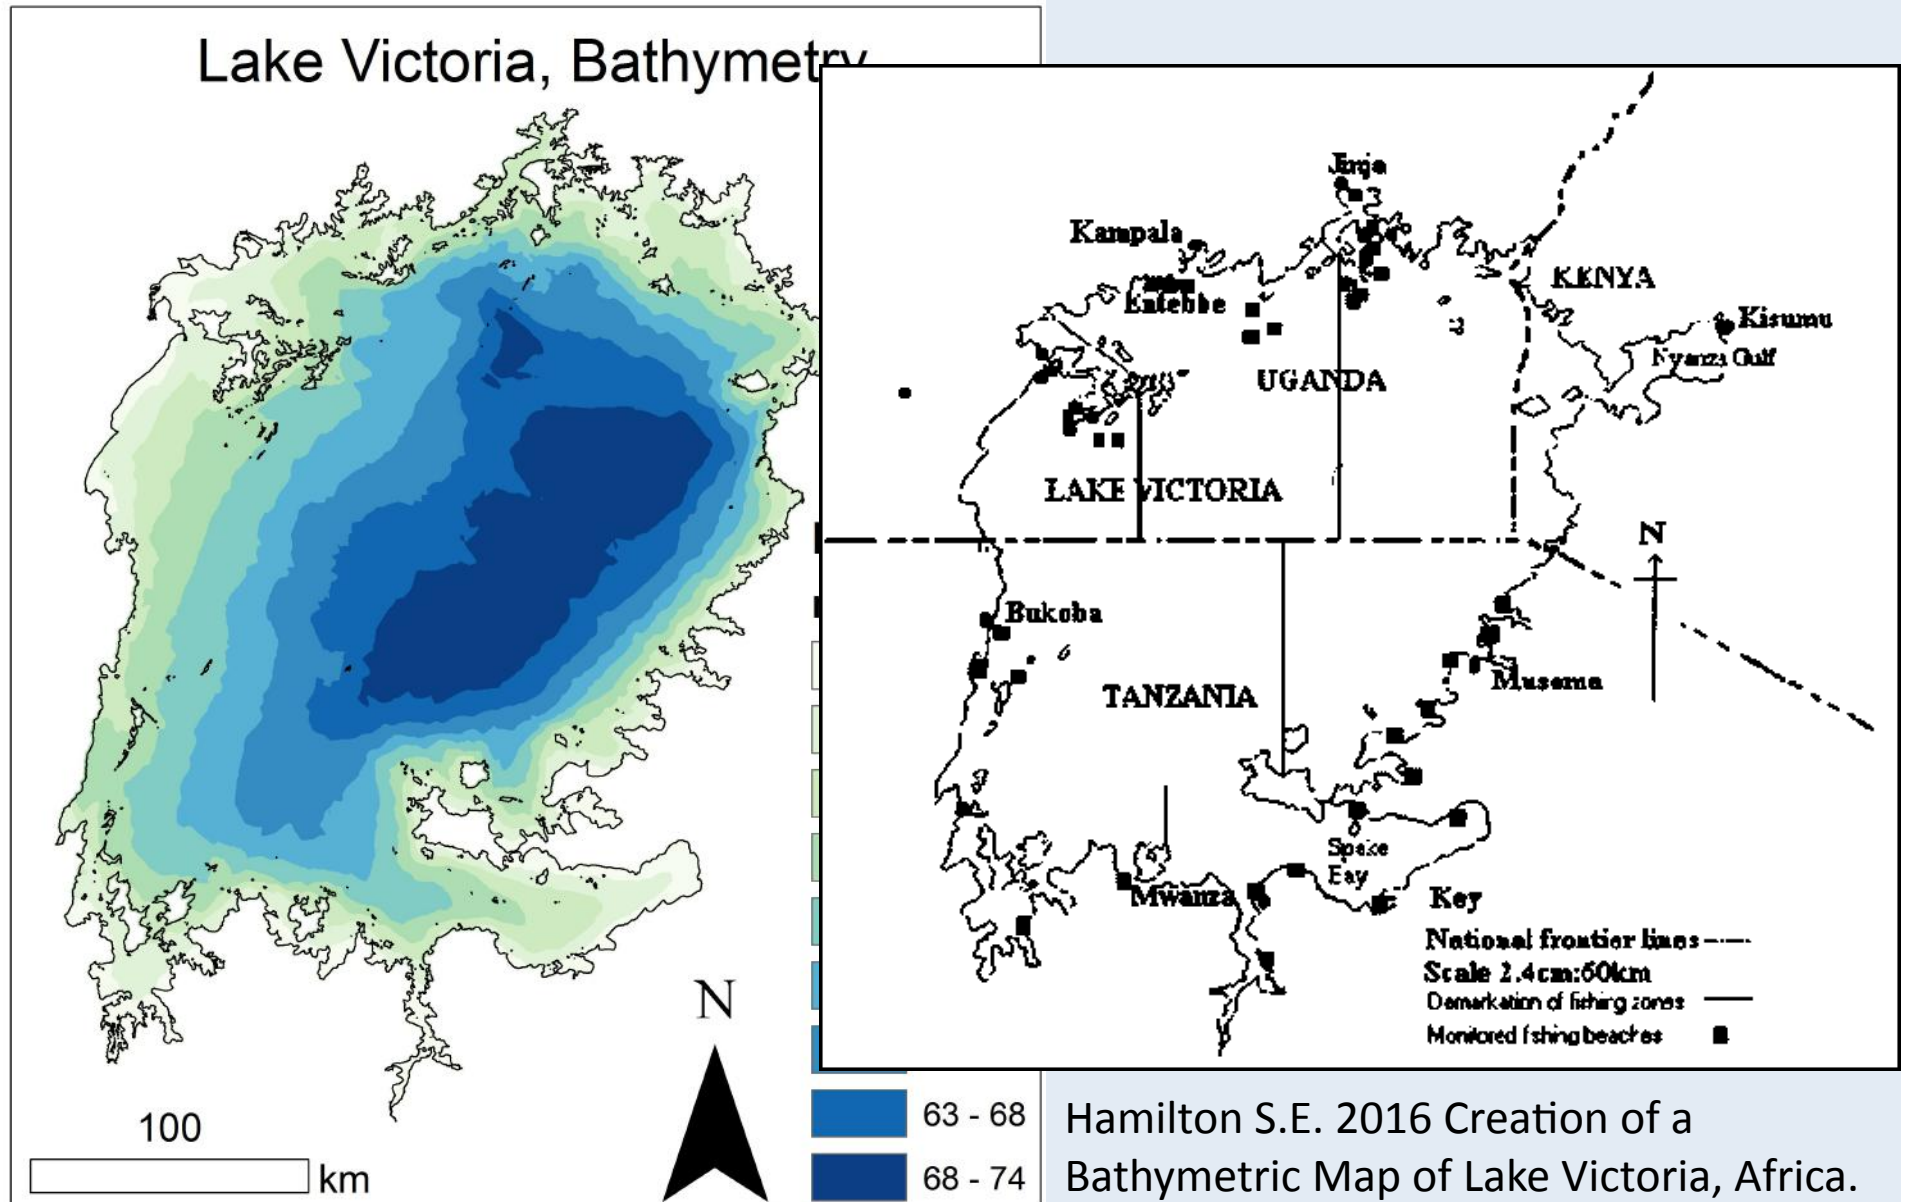 Lake Victoria, Bathymetry
N
100
km
63 - 68
68 - 74
Jinja
Kampala
Entebbe
KENYA
Kisumu
Nyanza Gulf
UGANDA
LAKE VICTORIA
N
Bukoba
TANZANIA
Musoma
Speke
Bay
Mwanza
Key
National frontier lines
Scale 2.4cm:60km
Demarkation of fishing zones
Monitored fishing beaches
Hamilton S.E. 2016 Creation of a
Bathymetric Map of Lake Victoria, Africa.